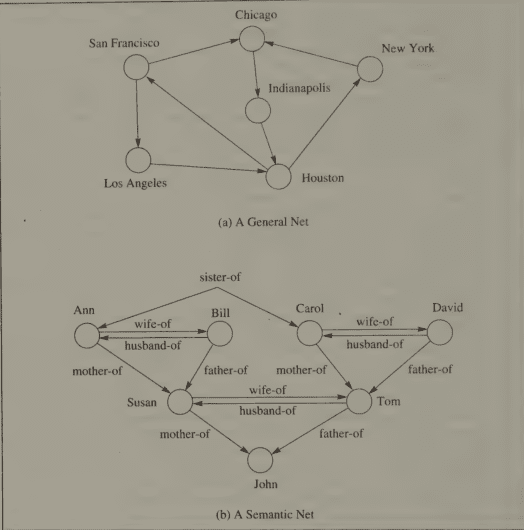 Chicago
San Francisco
New York
Indianapolis
Los Angeles
Houston
(a) A General Net
sister-of
Ann
Bill
Carol
David
wife-of
husband-of
wife-of
husband-of
mother-of
father-of
mother-of
father-of
Susan
wife-of
husband-of
Tom
mother-of
father-of
John
(b) A Semantic Net